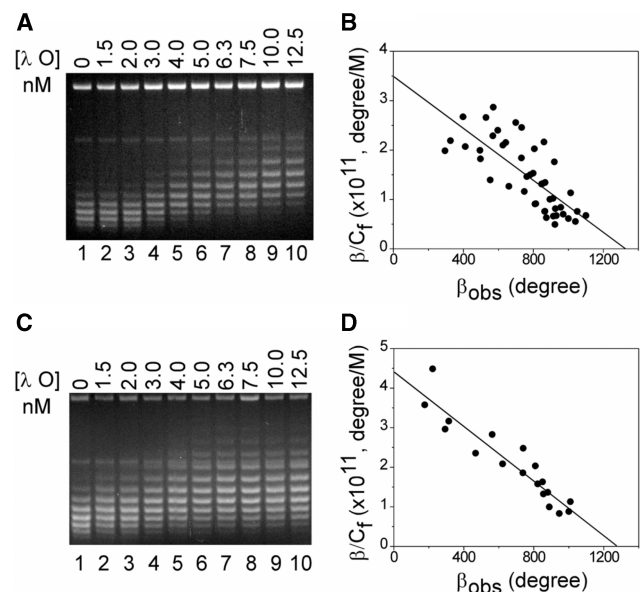 A
[λ O] 0 1.5 2.0 3.0 4.0 5.0 6.3 7.5 10.0 12.5
nM
1 2 3 4 5 6 7 8 9 10
B
β/Cf (x10¹¹, degree/M)
4
3
2
1
0
0 400 800 1200
βobs (degree)
C
[λ O] 0 1.5 2.0 3.0 4.0 5.0 6.3 7.5 10.0 12.5
nM
1 2 3 4 5 6 7 8 9 10
D
β/Cf (x10¹¹, degree/M)
5
4
3
2
1
0
0 400 800 1200
βobs (degree)